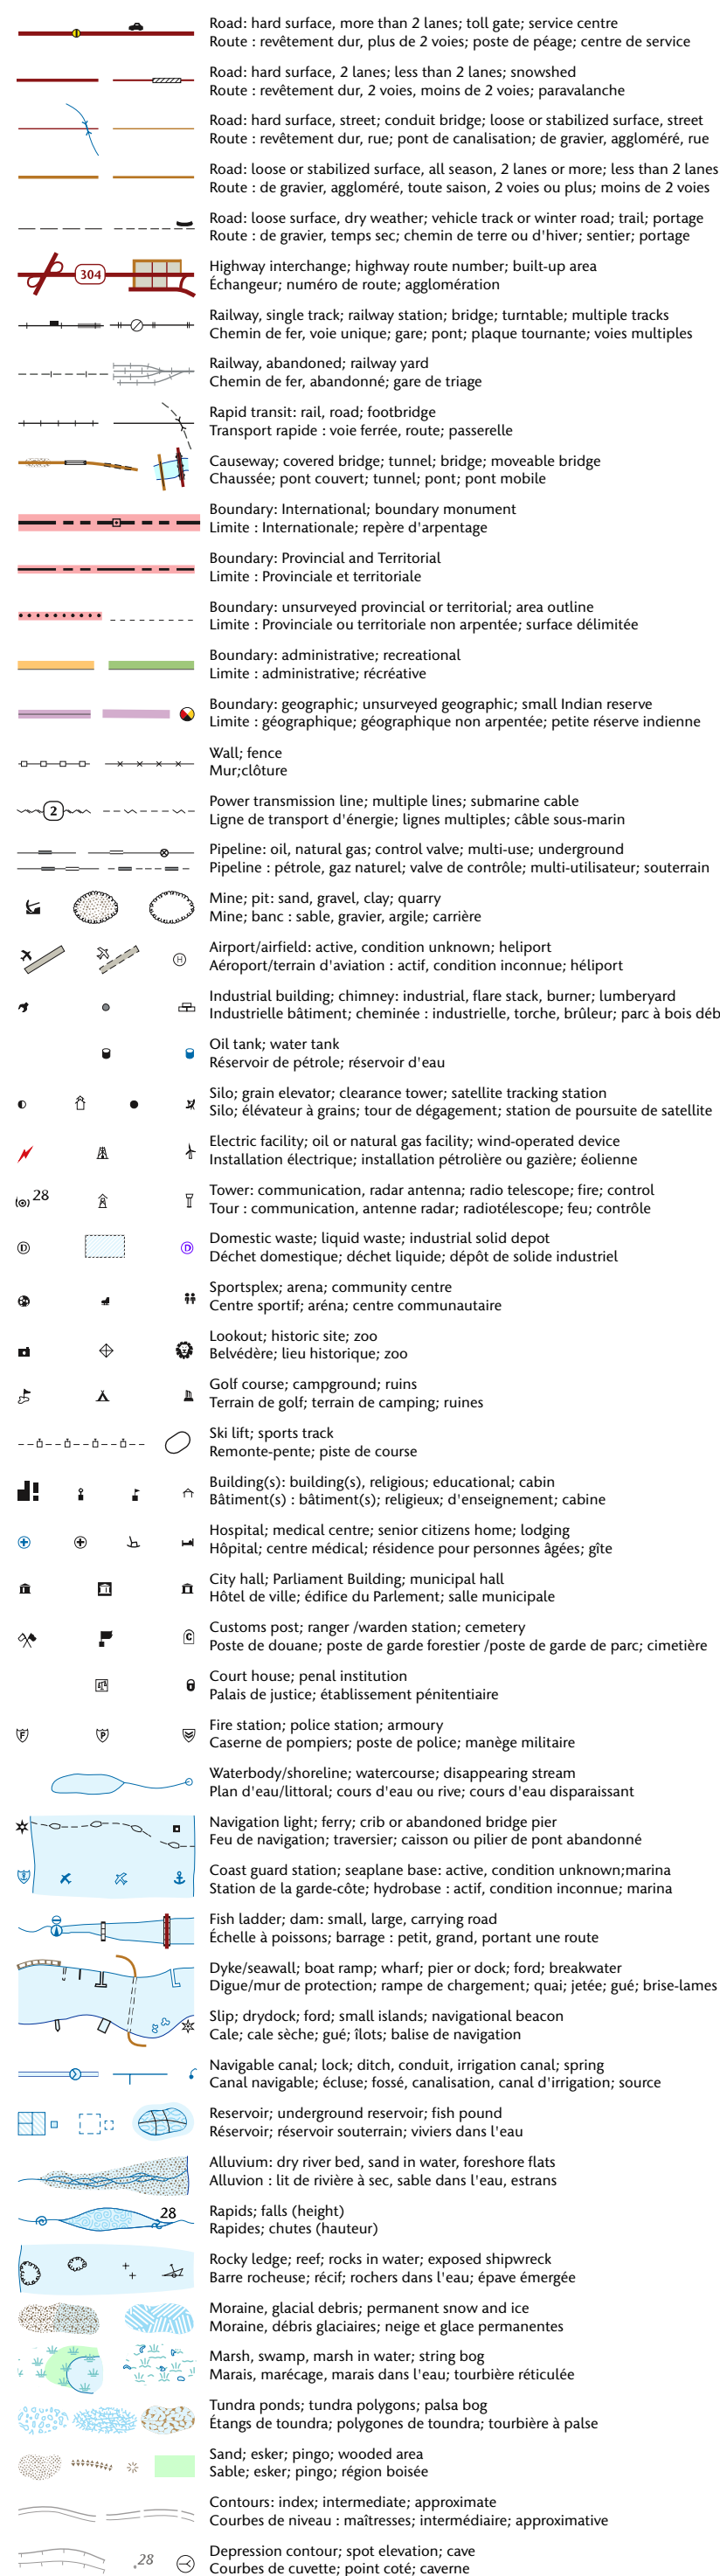 Road: hard surface, more than 2 lanes; toll gate; service centre
Route : revêtement dur, plus de 2 voies; poste de péage; centre de service
Road: hard surface, 2 lanes; less than 2 lanes; snowshed
Route : revêtement dur, 2 voies, moins de 2 voies; paravalanche
Road: hard surface, street; conduit bridge; loose or stabilized surface, street
Route : revêtement dur, rue; pont de canalisation; de gravier, aggloméré, rue
Road: loose or stabilized surface, all season, 2 lanes or more; less than 2 lanes
Route : de gravier, aggloméré, toute saison, 2 voies ou plus; moins de 2 voies
Road: loose surface, dry weather; vehicle track or winter road; trail; portage
Route : de gravier, temps sec; chemin de terre ou d'hiver; sentier; portage
304
Highway interchange; highway route number; built-up area
Échangeur; numéro de route; agglomération
Railway, single track; railway station; bridge; turntable; multiple tracks
Chemin de fer, voie unique; gare; pont; plaque tournante; voies multiples
Railway, abandoned; railway yard
Chemin de fer, abandonné; gare de triage
Rapid transit: rail, road; footbridge
Transport rapide : voie ferrée, route; passerelle
Causeway; covered bridge; tunnel; bridge; moveable bridge
Chaussée; pont couvert; tunnel; pont; pont mobile
Boundary: International; boundary monument
Limite : Internationale; repère d'arpentage
Boundary: Provincial and Territorial
Limite : Provinciale et territoriale
Boundary: unsurveyed provincial or territorial; area outline
Limite : Provinciale ou territoriale non arpentée; surface délimitée
Boundary: administrative; recreational
Limite : administrative; récréative
Boundary: geographic; unsurveyed geographic; small Indian reserve
Limite : géographique; géographique non arpentée; petite réserve indienne
Wall; fence
Mur;clôture
2
Power transmission line; multiple lines; submarine cable
Ligne de transport d'énergie; lignes multiples; câble sous-marin
Pipeline: oil, natural gas; control valve; multi-use; underground
Pipeline : pétrole, gaz naturel; valve de contrôle; multi-utilisateur; souterrain
Mine; pit: sand, gravel, clay; quarry
Mine; banc : sable, gravier, argile; carrière
H
Airport/airfield: active, condition unknown; heliport
Aéroport/terrain d'aviation : actif, condition inconnue; héliport
Industrial building; chimney: industrial, flare stack, burner; lumberyard
Industrielle bâtiment; cheminée : industrielle, torche, brûleur; parc à bois déb
Oil tank; water tank
Réservoir de pétrole; réservoir d'eau
Silo; grain elevator; clearance tower; satellite tracking station
Silo; élévateur à grains; tour de dégagement; station de poursuite de satellite
Electric facility; oil or natural gas facility; wind-operated device
Installation électrique; installation pétrolière ou gazière; éolienne
28
Tower: communication, radar antenna; radio telescope; fire; control
Tour : communication, antenne radar; radiotélescope; feu; contrôle
D D
Domestic waste; liquid waste; industrial solid depot
Déchet domestique; déchet liquide; dépôt de solide industriel
Sportsplex; arena; community centre
Centre sportif; aréna; centre communautaire
Lookout; historic site; zoo
Belvédère; lieu historique; zoo
Golf course; campground; ruins
Terrain de golf; terrain de camping; ruines
Ski lift; sports track
Remonte-pente; piste de course
Building(s): building(s), religious; educational; cabin
Bâtiment(s) : bâtiment(s); religieux; d'enseignement; cabine
Hospital; medical centre; senior citizens home; lodging
Hôpital; centre médical; résidence pour personnes âgées; gîte
City hall; Parliament Building; municipal hall
Hôtel de ville; édifice du Parlement; salle municipale
C
Customs post; ranger /warden station; cemetery
Poste de douane; poste de garde forestier /poste de garde de parc; cimetière
Court house; penal institution
Palais de justice; établissement pénitentiaire
F P
Fire station; police station; armoury
Caserne de pompiers; poste de police; manège militaire
Waterbody/shoreline; watercourse; disappearing stream
Plan d'eau/littoral; cours d'eau ou rive; cours d'eau disparaissant
Navigation light; ferry; crib or abandoned bridge pier
Feu de navigation; traversier; caisson ou pilier de pont abandonné
Coast guard station; seaplane base: active, condition unknown;marina
Station de la garde-côte; hydrobase : actif, condition inconnue; marina
Fish ladder; dam: small, large, carrying road
Échelle à poissons; barrage : petit, grand, portant une route
Dyke/seawall; boat ramp; wharf; pier or dock; ford; breakwater
Digue/mur de protection; rampe de chargement; quai; jetée; gué; brise-lames
Slip; drydock; ford; small islands; navigational beacon
Cale; cale sèche; gué; îlots; balise de navigation
Navigable canal; lock; ditch, conduit, irrigation canal; spring
Canal navigable; écluse; fossé, canalisation, canal d'irrigation; source
Reservoir; underground reservoir; fish pound
Réservoir; réservoir souterrain; viviers dans l'eau
Alluvium: dry river bed, sand in water, foreshore flats
Alluvion : lit de rivière à sec, sable dans l'eau, estrans
28
Rapids; falls (height)
Rapides; chutes (hauteur)
Rocky ledge; reef; rocks in water; exposed shipwreck
Barre rocheuse; récif; rochers dans l'eau; épave émergée
Moraine, glacial debris; permanent snow and ice
Moraine, débris glaciaires; neige et glace permanentes
Marsh, swamp, marsh in water; string bog
Marais, marécage, marais dans l'eau; tourbière réticulée
Tundra ponds; tundra polygons; palsa bog
Étangs de toundra; polygones de toundra; tourbière à palse
Sand; esker; pingo; wooded area
Sable; esker; pingo; région boisée
Contours: index; intermediate; approximate
Courbes de niveau : maîtresses; intermédiaire; approximative
28
Depression contour; spot elevation; cave
Courbes de cuvette; point coté; caverne